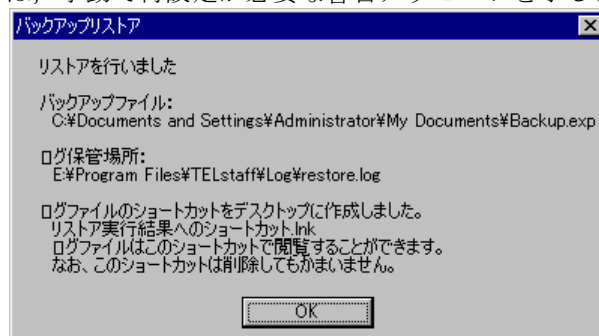 バックアップリストア
リストアを行いました
バックアップファイル:
C:¥Documents and Settings¥Administrator¥My Documents¥Backup.exp
ログ保管場所:
E:¥Program Files¥TELstaff¥Log¥restore.log
ログファイルのショートカットをデスクトップに作成しました。
リストア実行結果へのショートカット.lnk
ログファイルはこのショートカットで閲覧することができます。
なお、このショートカットは削除してもかまいません。
OK